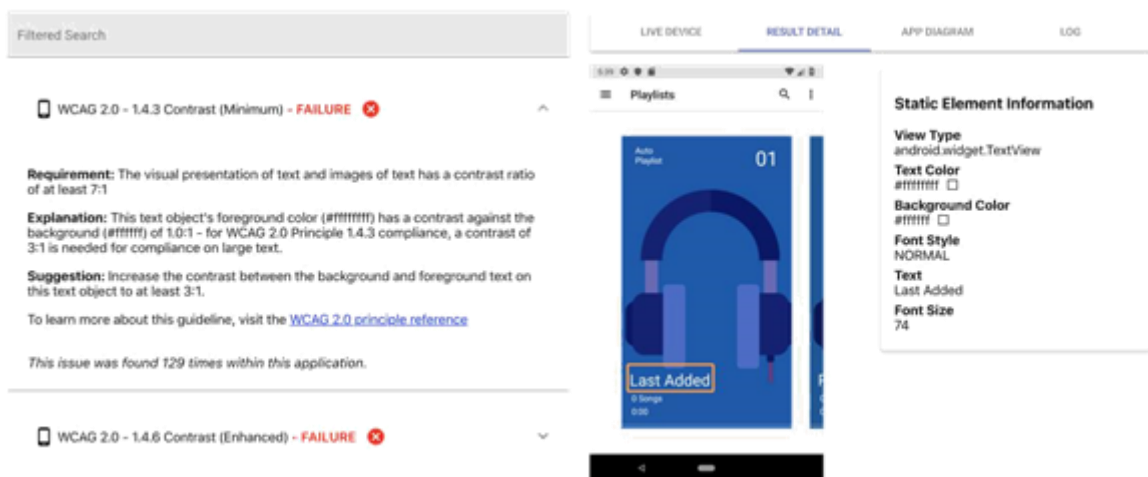 Filtered Search
WCAG 2.0 - 1.4.3 Contrast (Minimum) - FAILURE
Requirement: The visual presentation of text and images of text has a contrast ratio
of at least 7:1
Explanation: This text object's foreground color (#ffffffff) has a contrast against the
background (#ffffff) of 1.0:1 - for WCAG 2.0 Principle 1.4.3 compliance, a contrast of
3:1 is needed for compliance on large text.
Suggestion: Increase the contrast between the background and foreground text on
this text object to at least 3:1.
To learn more about this guideline, visit the WCAG 2.0 principle reference
This issue was found 129 times within this application.
WCAG 2.0 - 1.4.6 Contrast (Enhanced) - FAILURE
LIVE DEVICE RESULT DETAIL APP DIAGRAM LOG
Playlists
Auto
Playlist
01
Last Added
0 Songs
0:00
Static Element Information
View Type
android.widget.TextView
Text Color
#ffffffff
Background Color
#ffffff
Font Style
NORMAL
Text
Last Added
Font Size
74